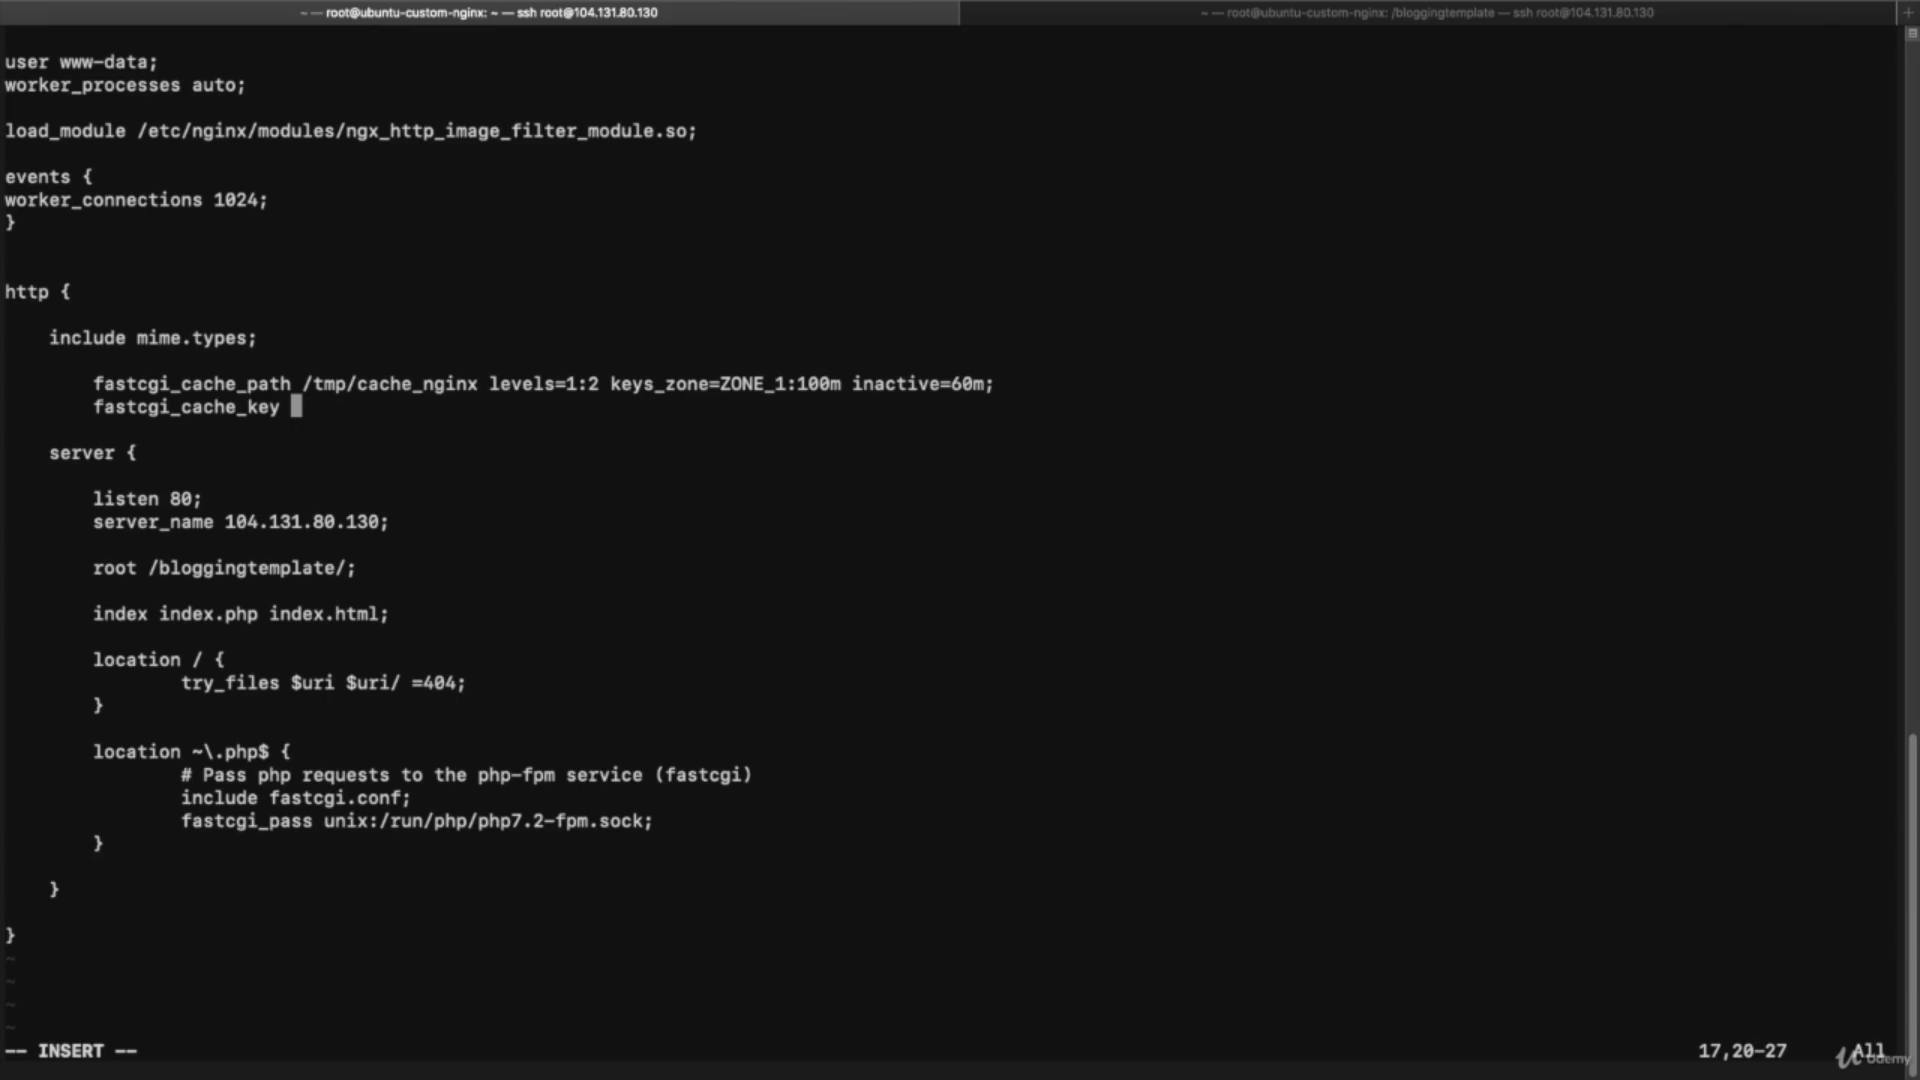 ~ — root@ubuntu-custom-nginx: ~ — ssh root@104.131.80.130
~ — root@ubuntu-custom-nginx: /bloggingtemplate — ssh root@104.131.80.130
+
user www-data;
worker_processes auto;
load_module /etc/nginx/modules/ngx_http_image_filter_module.so;
events {
worker_connections 1024;
}
http {
    include mime.types;
        fastcgi_cache_path /tmp/cache_nginx levels=1:2 keys_zone=ZONE_1:100m inactive=60m;
        fastcgi_cache_key
    server {
        listen 80;
        server_name 104.131.80.130;
        root /bloggingtemplate/;
        index index.php index.html;
        location / {
                try_files $uri $uri/ =404;
        }
        location ~\.php$ {
                # Pass php requests to the php-fpm service (fastcgi)
                include fastcgi.conf;
                fastcgi_pass unix:/run/php/php7.2-fpm.sock;
        }
    }
}
~
~
~
~
-- INSERT -- 17,20-27 All
Udemy